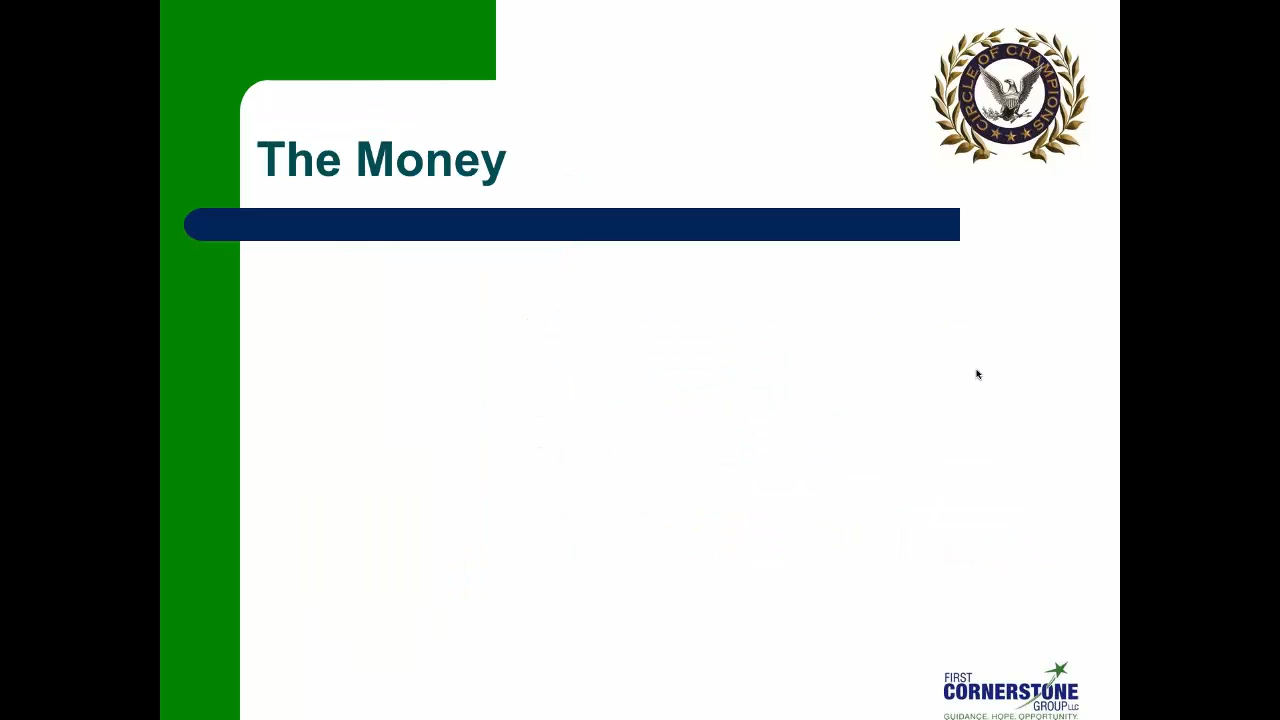 CIRCLE OF CHAMPIONS
The Money
FIRST
CORNERSTONE
GROUP LLC
GUIDANCE. HOPE. OPPORTUNITY.